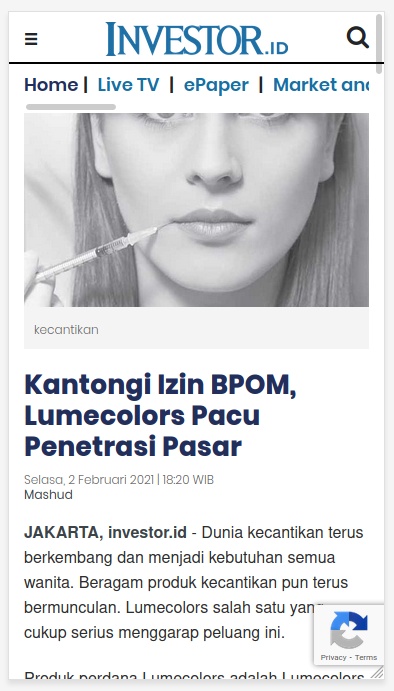 ≡ INVESTOR.ID
Home | Live TV | ePaper | Market and
kecantikan
Kantongi Izin BPOM,
Lumecolors Pacu
Penetrasi Pasar
Selasa, 2 Februari 2021 | 18:20 WIB
Mashud
JAKARTA, investor.id - Dunia kecantikan terus
berkembang dan menjadi kebutuhan semua
wanita. Beragam produk kecantikan pun terus
bermunculan. Lumecolors salah satu yang
cukup serius menggarap peluang ini.
Produk perdana Lumecolors adalah Lumecolors
Privacy - Terms